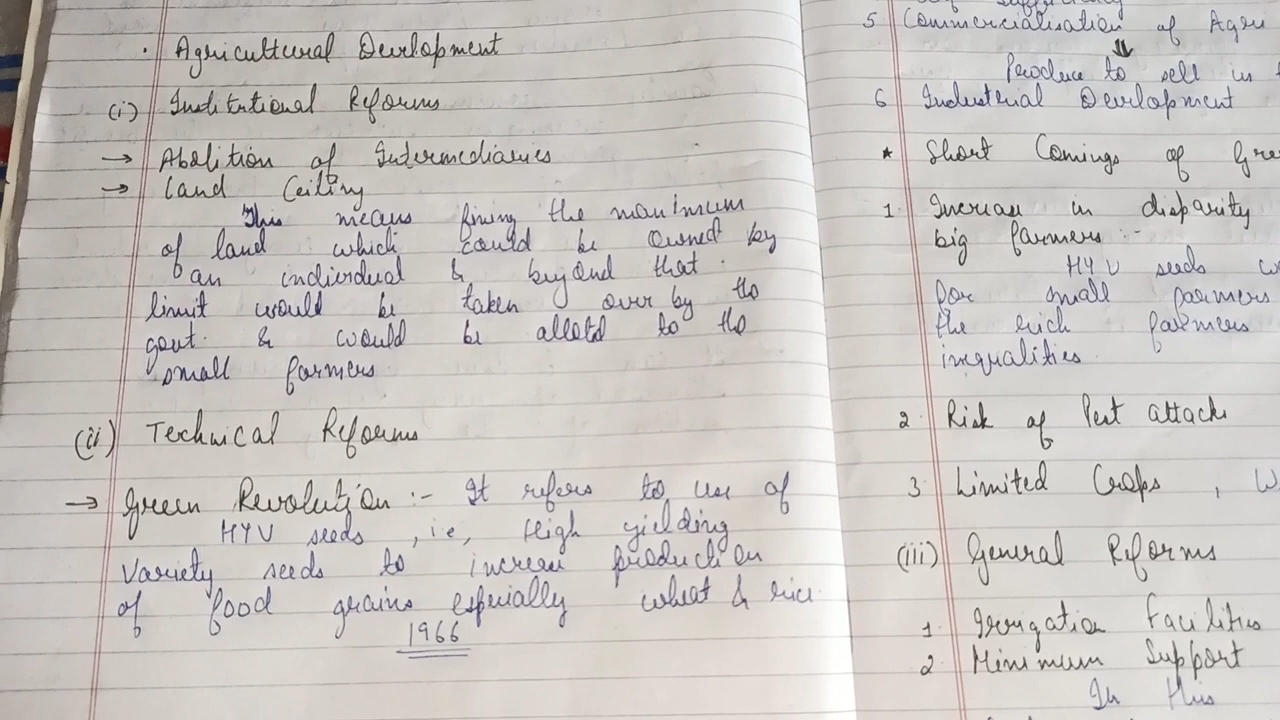 · Agricultural Development
(i) Institutional Reforms
→ Abolition of Intermediaries
→ Land Ceiling
This means fixing the maximum
of land which could be owned by
an individual & beyond that
limit would be taken over by the
govt. & would be alloted to the
small farmers
(ii) Technical Reforms
→ Green Revolution :- It refers to use of
HYV seeds, i.e, High yielding
Variety seeds to increase production
of food grains especially wheat & rice
1966
5 Commercialisation of Agri
Produce to sell in
6 Industrial Development
* Short Comings of Gre
1 Increase in disparity
big farmers :-
HYV seeds
for small farmers
the rich farmers
inequalities.
2 Risk of Pest attack
3 Limited Crops, W
(iii) General Reforms
1 Irrigation Facilities
2 Minimum Support
In this